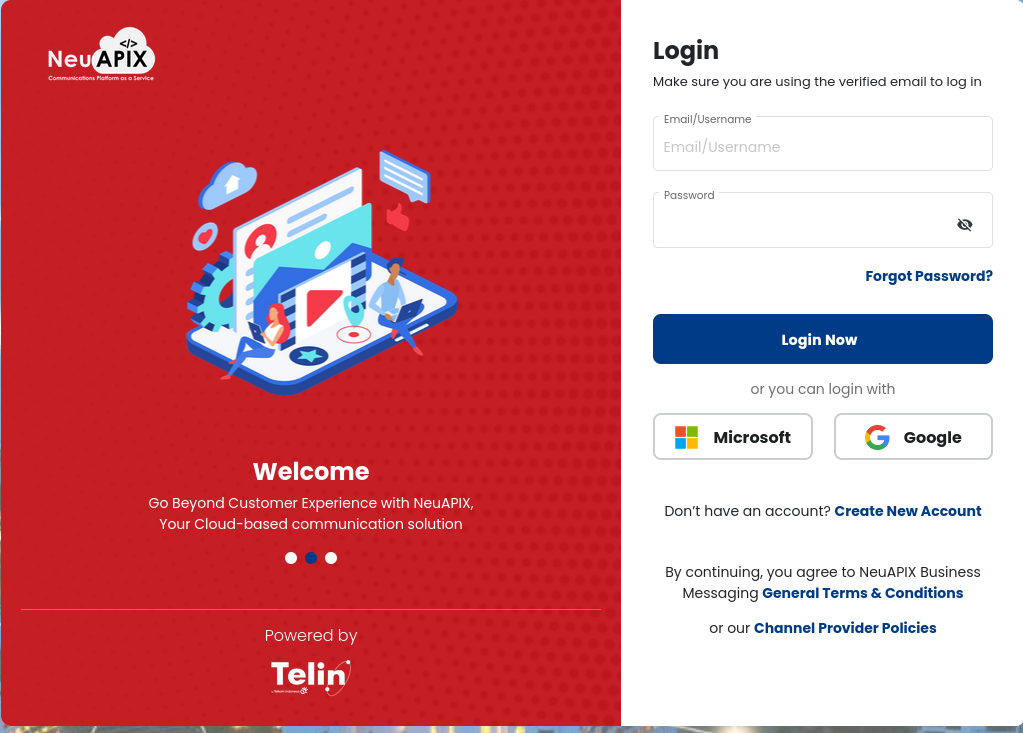 NeuAPIX
</>
Communications Platform as a Service
Welcome
Go Beyond Customer Experience with NeuAPIX,
Your Cloud-based communication solution
Powered by
Telin
by Telkom Indonesia
Login
Make sure you are using the verified email to log in
Email/Username
Email/Username
Password
Forgot Password?
Login Now
or you can login with
Microsoft
Google
Don’t have an account? Create New Account
By continuing, you agree to NeuAPIX Business
Messaging General Terms & Conditions
or our Channel Provider Policies